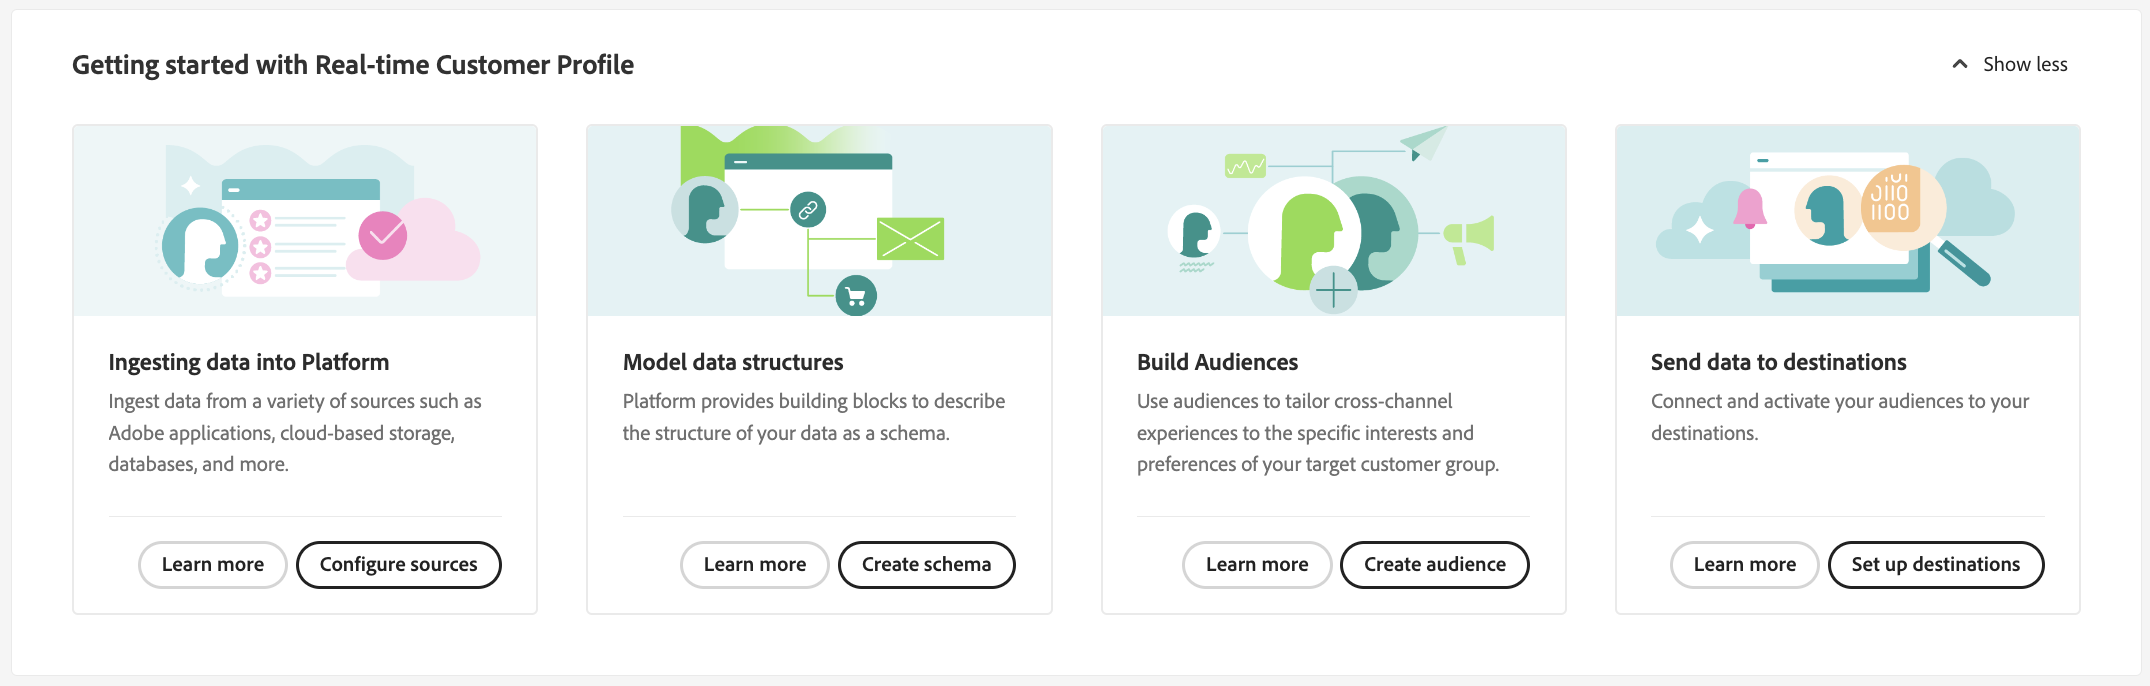 Getting started with Real-time Customer Profile
Show less
Ingesting data into Platform
Ingest data from a variety of sources such as
Adobe applications, cloud-based storage,
databases, and more.
Learn more
Configure sources
Model data structures
Platform provides building blocks to describe
the structure of your data as a schema.
Learn more
Create schema
Build Audiences
Use audiences to tailor cross-channel
experiences to the specific interests and
preferences of your target customer group.
Learn more
Create audience
Send data to destinations
Connect and activate your audiences to your
destinations.
Learn more
Set up destinations